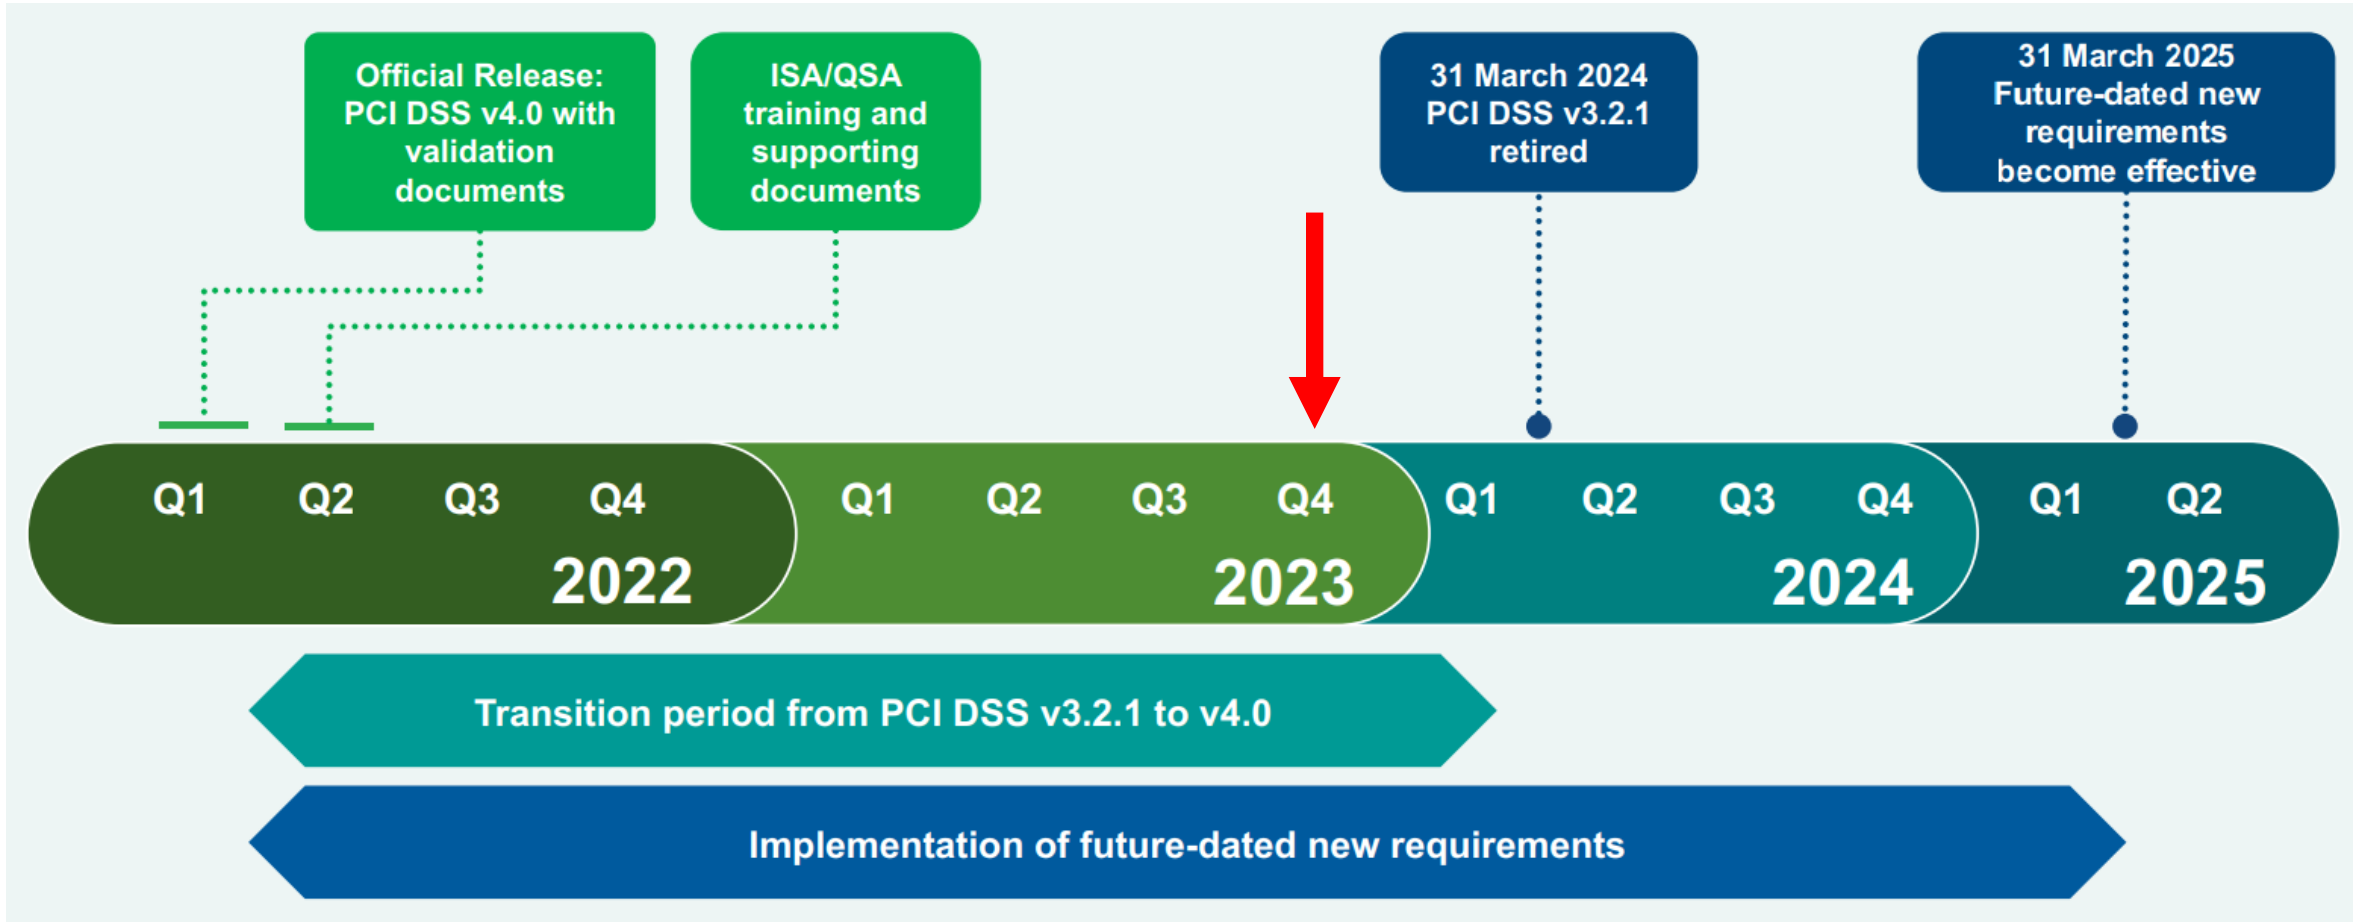 Official Release:
PCI DSS v4.0 with
validation
documents
ISA/QSA
training and
supporting
documents
31 March 2024
PCI DSS v3.2.1
retired
31 March 2025
Future-dated new
requirements
become effective
Q1 Q2 Q3 Q4
2022
Q1 Q2 Q3 Q4
2023
Q1 Q2 Q3 Q4
2024
Q1 Q2
2025
Transition period from PCI DSS v3.2.1 to v4.0
Implementation of future-dated new requirements